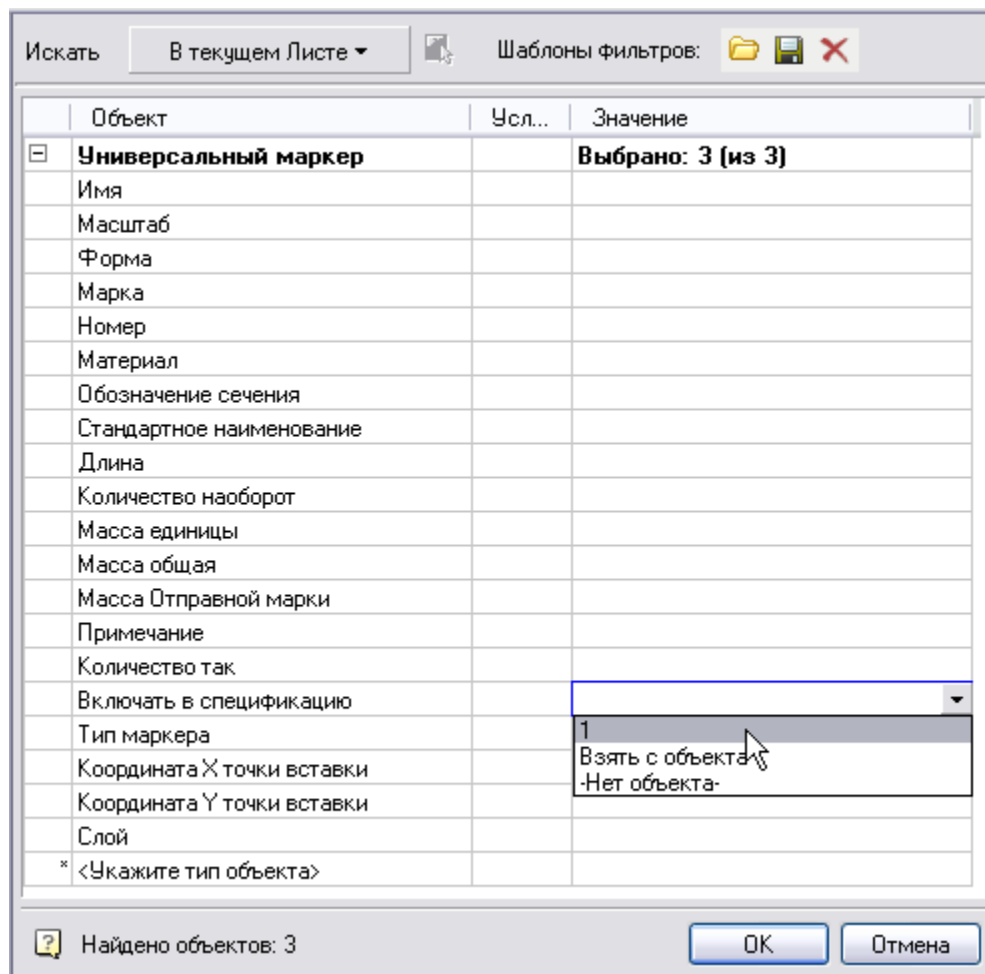 Искать В текущем Листе Шаблоны фильтров:
Объект Усл... Значение
Универсальный маркер Выбрано: 3 (из 3)
Имя
Масштаб
Форма
Марка
Номер
Материал
Обозначение сечения
Стандартное наименование
Длина
Количество наоборот
Масса единицы
Масса общая
Масса Отправной марки
Примечание
Количество так
Включать в спецификацию
Тип маркера 1
Взять с объекта
Координата X точки вставки
-Нет объекта-
Координата Y точки вставки
Слой
* <Укажите тип объекта>
Найдено объектов: 3 OK Отмена